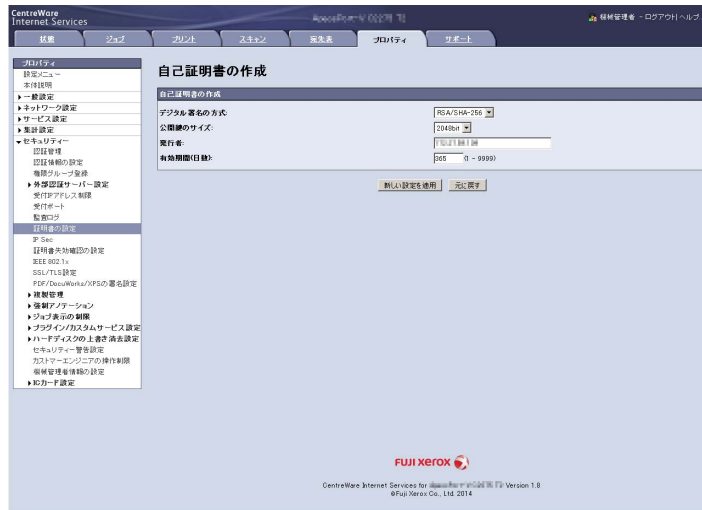 CentreWare
Internet Services
機械管理者 - ログアウト| ヘルプ
状態
ジョブ
プリント
スキャン
宛先表
プロパティ
サポート
プロパティ
設定メニュー
本体説明
一般設定
ネットワーク設定
サービス設定
集計設定
セキュリティー
認証管理
認証情報の設定
権限グループ登録
外部認証サーバー設定
受付IPアドレス制限
受付ポート
監査ログ
証明書の設定
IP Sec
証明書失効確認の設定
IEEE 802.1x
SSL/TLS設定
PDF/DocuWorks/XPSの署名設定
複製管理
強制アノテーション
ジョブ表示の制限
プラグイン/カスタムサービス設定
ハードディスクの上書き消去設定
セキュリティー警告設定
カストマーエンジニアの操作制限
機械管理者情報の設定
ICカード設定
自己証明書の作成
自己証明書の作成
デジタル署名の方式:
RSA/SHA-256
公開鍵のサイズ:
2048bit
発行者:
有効期間(日数):
365 (1 - 9999)
新しい設定を適用
元に戻す
FUJI XEROX
CentreWare Internet Services for Version 1.8
©Fuji Xerox Co., Ltd. 2014